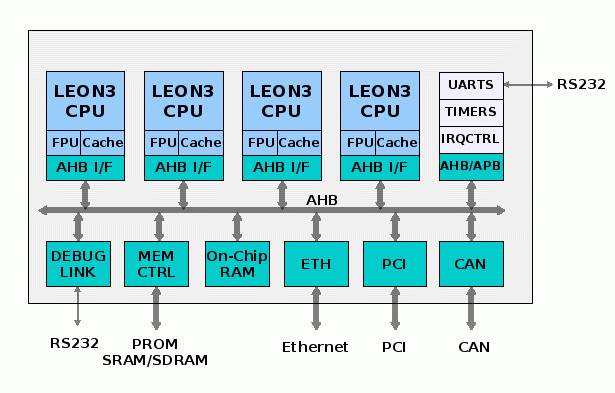 LEON3 CPU
FPU Cache
AHB I/F
LEON3 CPU
FPU Cache
AHB I/F
LEON3 CPU
FPU Cache
AHB I/F
LEON3 CPU
FPU Cache
AHB I/F
UARTS
TIMERS
IRQCTRL
AHB/APB
RS232
AHB
DEBUG
LINK
MEM
CTRL
On-Chip
RAM
ETH
PCI
CAN
RS232
PROM
SRAM/SDRAM
Ethernet
PCI
CAN